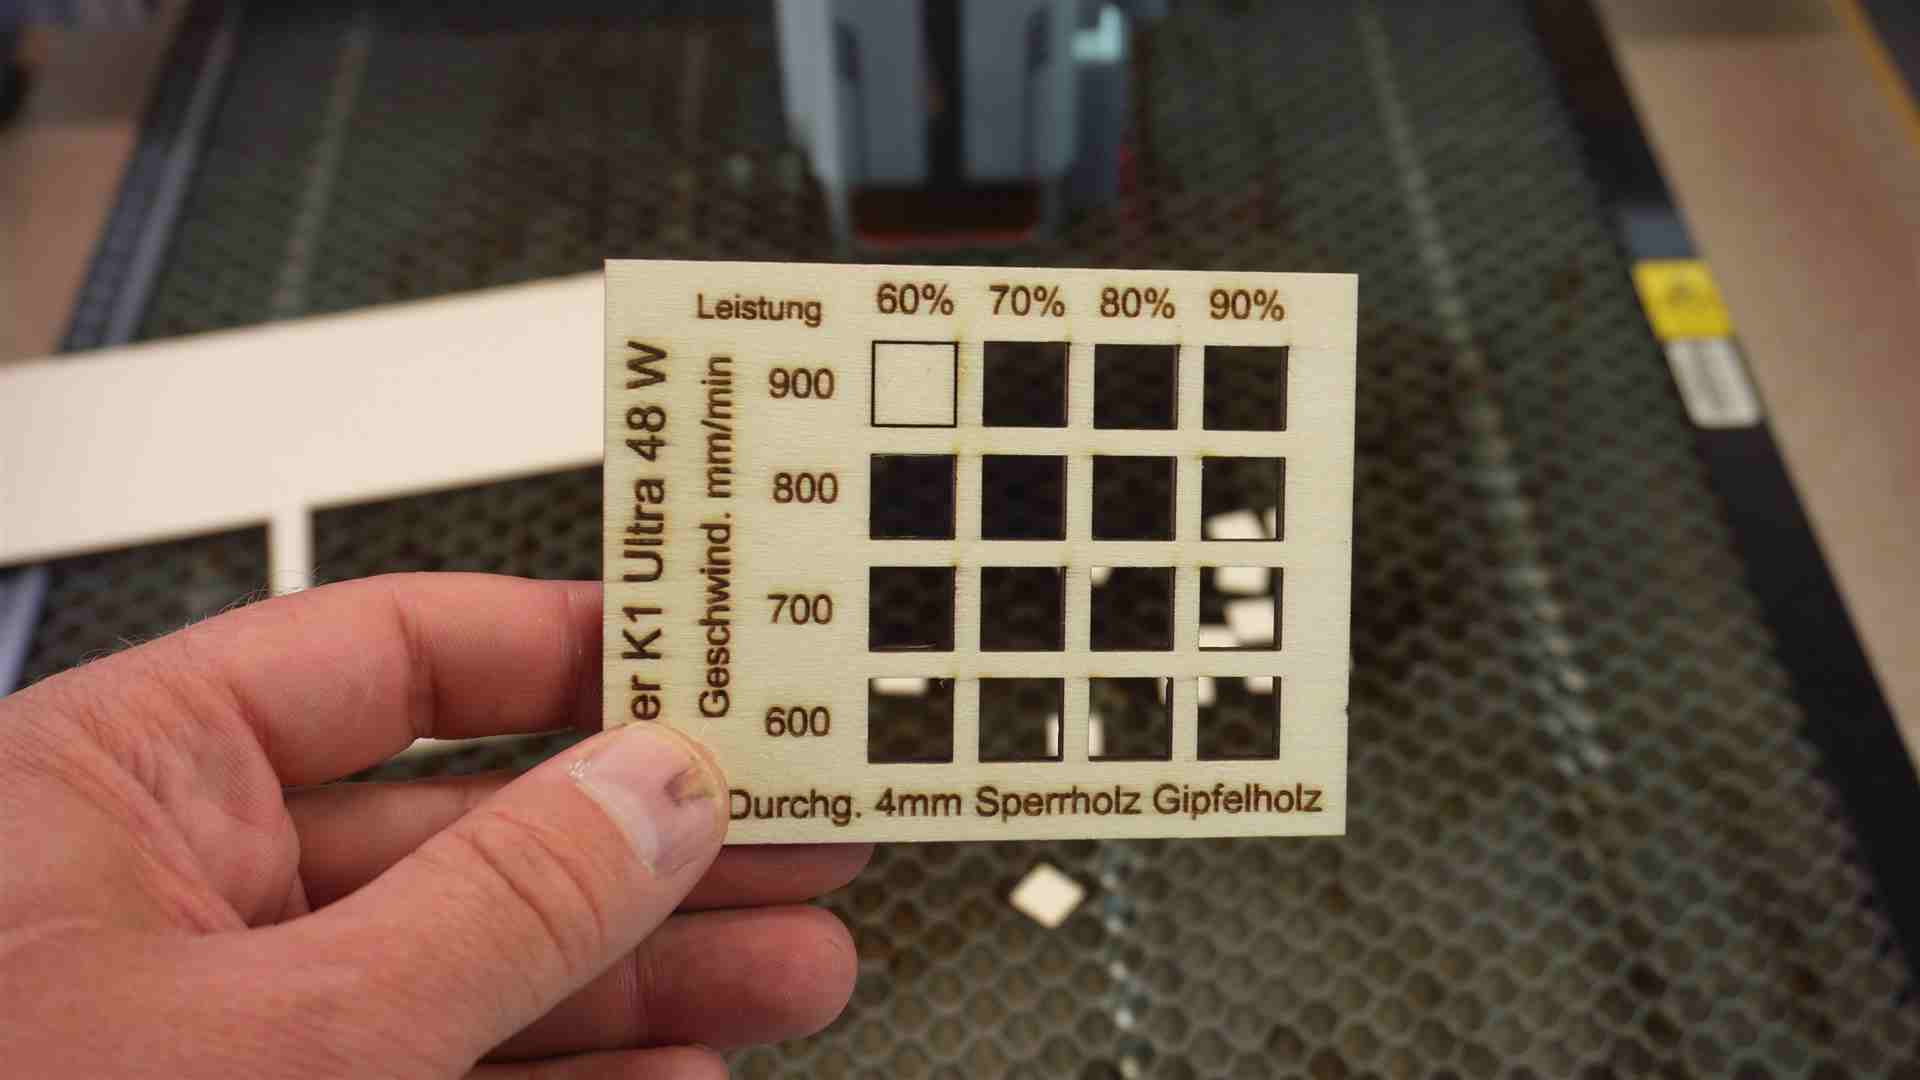 Leistung 60% 70% 80% 90%
900
800
700
600
Geschwind. mm/min
er K1 Ultra 48 W
Durchg. 4mm Sperrholz Gipfelholz